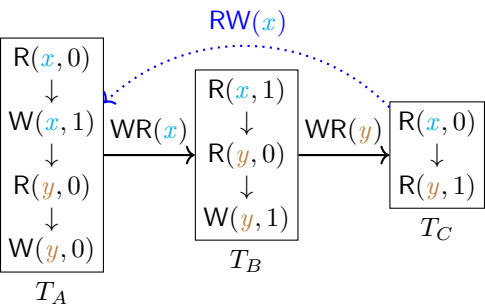 RW(x)
R(x, 0)
↓
W(x, 1)
↓
R(y, 0)
↓
W(y, 0)
T_A
WR(x)
R(x, 1)
↓
R(y, 0)
↓
W(y, 1)
T_B
WR(y)
R(x, 0)
↓
R(y, 1)
T_C